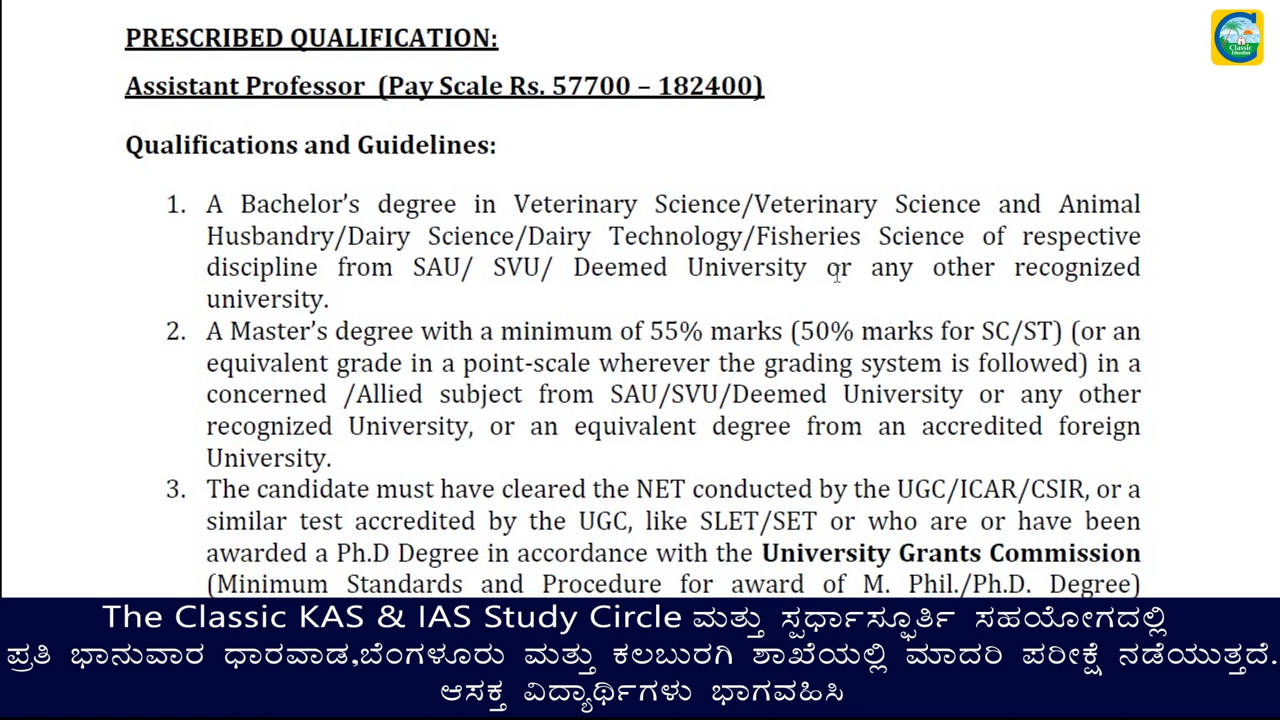 PRESCRIBED QUALIFICATION:
Classic
Education
Assistant Professor (Pay Scale Rs. 57700 – 182400)
Qualifications and Guidelines:
1. A Bachelor’s degree in Veterinary Science/Veterinary Science and Animal
Husbandry/Dairy Science/Dairy Technology/Fisheries Science of respective
discipline from SAU/ SVU/ Deemed University or any other recognized
university.
2. A Master’s degree with a minimum of 55% marks (50% marks for SC/ST) (or an
equivalent grade in a point-scale wherever the grading system is followed) in a
concerned /Allied subject from SAU/SVU/Deemed University or any other
recognized University, or an equivalent degree from an accredited foreign
University.
3. The candidate must have cleared the NET conducted by the UGC/ICAR/CSIR, or a
similar test accredited by the UGC, like SLET/SET or who are or have been
awarded a Ph.D Degree in accordance with the University Grants Commission
(Minimum Standards and Procedure for award of M. Phil./Ph.D. Degree)
The Classic KAS & IAS Study Circle ಮತ್ತು ಸ್ಪರ್ಧಾಸ್ಫೂರ್ತಿ ಸಹಯೋಗದಲ್ಲಿ
ಪ್ರತಿ ಭಾನುವಾರ ಧಾರವಾಡ,ಬೆಂಗಳೂರು ಮತ್ತು ಕಲಬುರಗಿ ಶಾಖೆಯಲ್ಲಿ ಮಾದರಿ ಪರೀಕ್ಷೆ ನಡೆಯುತ್ತದೆ.
ಆಸಕ್ತ ವಿದ್ಯಾರ್ಥಿಗಳು ಭಾಗವಹಿಸಿ